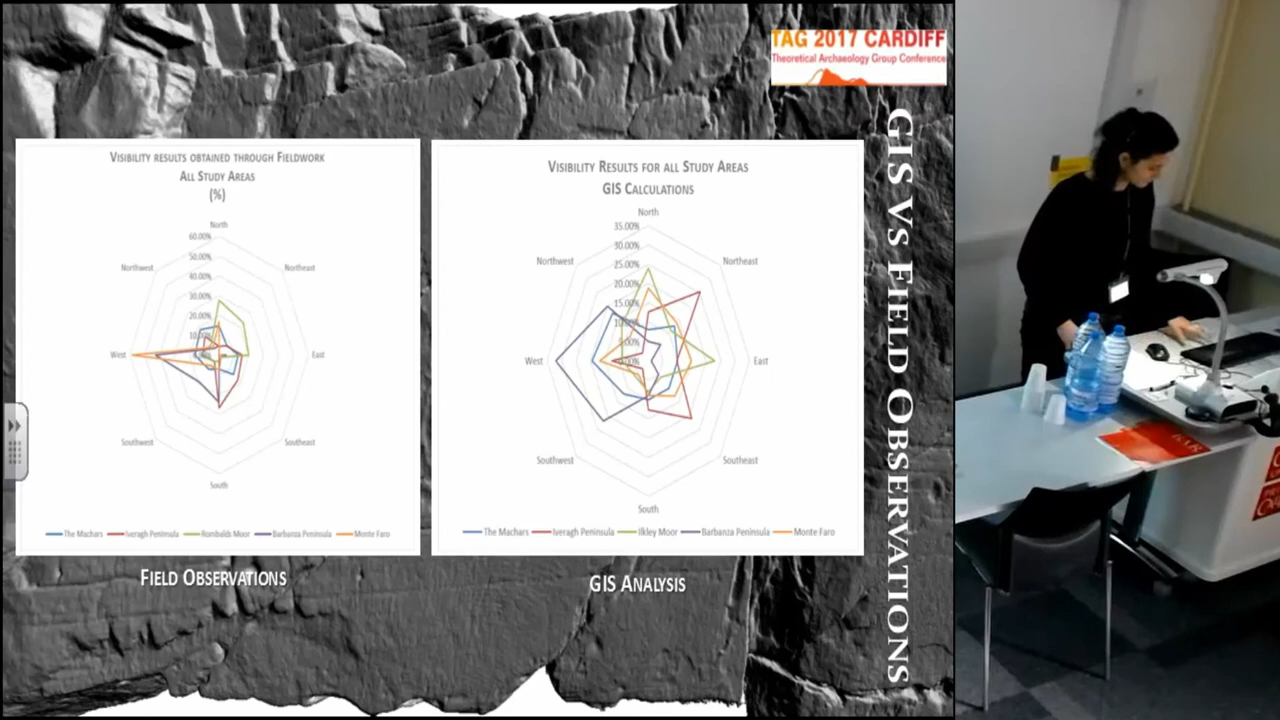 TAG 2017 CARDIFF
Theoretical Archaeology Group Conference
GIS VS FIELD OBSERVATIONS
VISIBILITY RESULTS OBTAINED THROUGH FIELDWORK
ALL STUDY AREAS
(%)
North
60.00%
50.00%
40.00%
30.00%
20.00%
Northwest
Northeast
West
East
Southwest
Southeast
South
The Machars
Iveragh Peninsula
Rombalds Moor
Barbanza Peninsula
Monte Faro
VISIBILITY RESULTS FOR ALL STUDY AREAS
GIS CALCULATIONS
North
35.00%
30.00%
25.00%
20.00%
15.00%
Northwest
Northeast
West
East
Southwest
Southeast
South
The Machars
Iveragh Peninsula
Ilkley Moor
Barbanza Peninsula
Monte Faro
FIELD OBSERVATIONS
GIS ANALYSIS
BAR